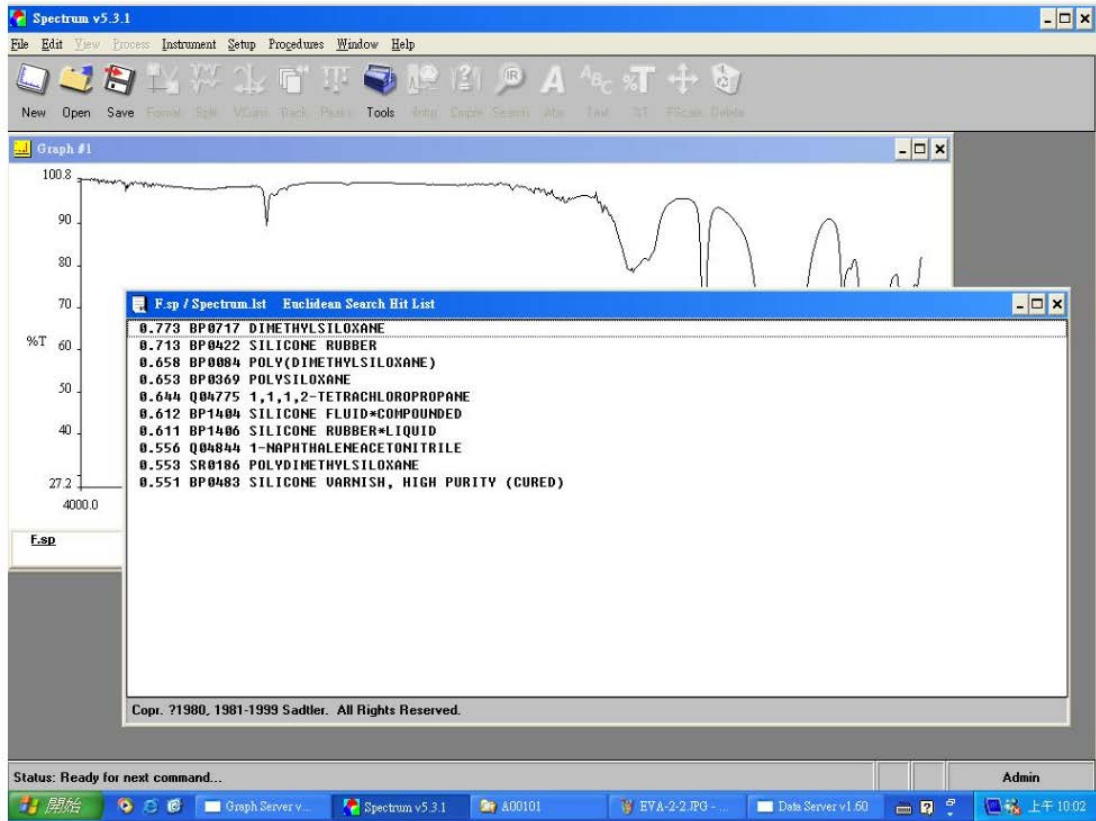 Spectrum v5.3.1
File Edit View Process Instrument Setup Procedures Window Help
New Open Save Format Split VCurs Back Peaks Tools Search Abs Text %T Delete
Graph #1
100.8
90
80
70
%T 60
50
40
27.2
4000.0
F.sp
F.sp / Spectrum.lst Euclidean Search Hit List
0.773 BP0717 DIMETHYLSILOXANE
0.713 BP0422 SILICONE RUBBER
0.658 BP0084 POLY(DIMETHYLSILOXANE)
0.653 BP0369 POLYSILOXANE
0.644 Q04775 1,1,1,2-TETRACHLOROPROPANE
0.612 BP1404 SILICONE FLUID*COMPOUNDED
0.611 BP1406 SILICONE RUBBER*LIQUID
0.556 Q04844 1-NAPHTHALENEACETONITRILE
0.553 SR0186 POLYDIMETHYLSILOXANE
0.551 BP0483 SILICONE VARNISH, HIGH PURITY (CURED)
Copr. ?1980, 1981-1999 Sadtler. All Rights Reserved.
Status: Ready for next command... Admin
開始 Graph Server v... Spectrum v5.3.1 A00101 EVA-2-2.JPG - ... Data Server v1.60 上午 10:02